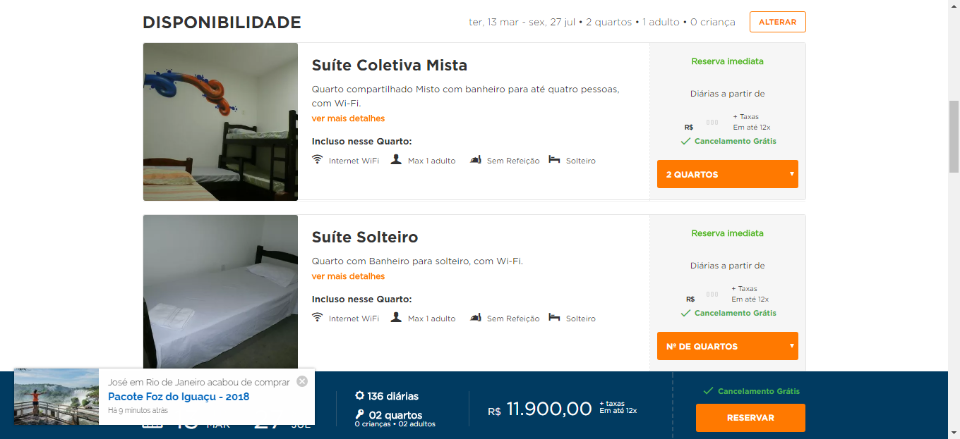 DISPONIBILIDADE
ter, 13 mar - sex, 27 jul • 2 quartos • 1 adulto • 0 criança
ALTERAR
Suíte Coletiva Mista
Quarto compartilhado Misto com banheiro para até quatro pessoas,
com Wi-Fi.
ver mais detalhes
Incluso nesse Quarto:
Internet WiFi
Max 1 adulto
Sem Refeição
Solteiro
Reserva imediata
Diárias a partir de
R$
+ Taxas
Em até 12x
Cancelamento Grátis
2 QUARTOS
Suíte Solteiro
Quarto com Banheiro para solteiro, com Wi-Fi.
ver mais detalhes
Incluso nesse Quarto:
Internet WiFi
Max 1 adulto
Sem Refeição
Solteiro
Reserva imediata
Diárias a partir de
R$
+ Taxas
Em até 12x
Cancelamento Grátis
Nº DE QUARTOS
José em Rio de Janeiro acabou de comprar
Pacote Foz do Iguaçu - 2018
Há 9 minutos atrás
MAR
JUL
136 diárias
02 quartos
0 crianças • 02 adultos
R$ 11.900,00
+ taxas
Em até 12x
Cancelamento Grátis
RESERVAR